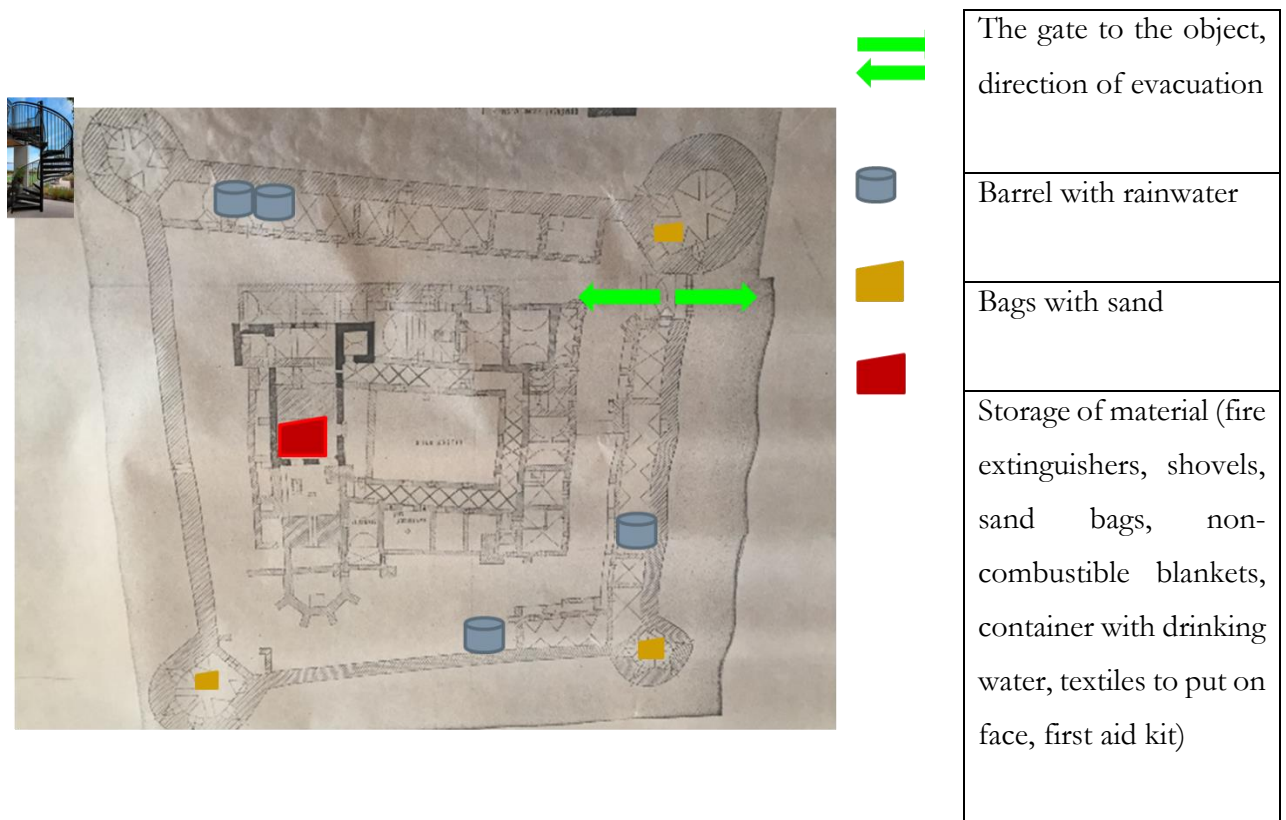 The gate to the object,
direction of evacuation
Barrel with rainwater
Bags with sand
Storage of material (fire
extinguishers, shovels,
sand bags, non-
combustible blankets,
container with drinking
water, textiles to put on
face, first aid kit)